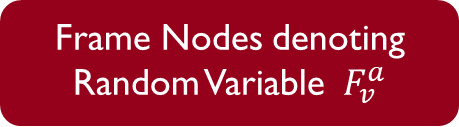 Frame Nodes denoting
Random Variable $F_v^a$